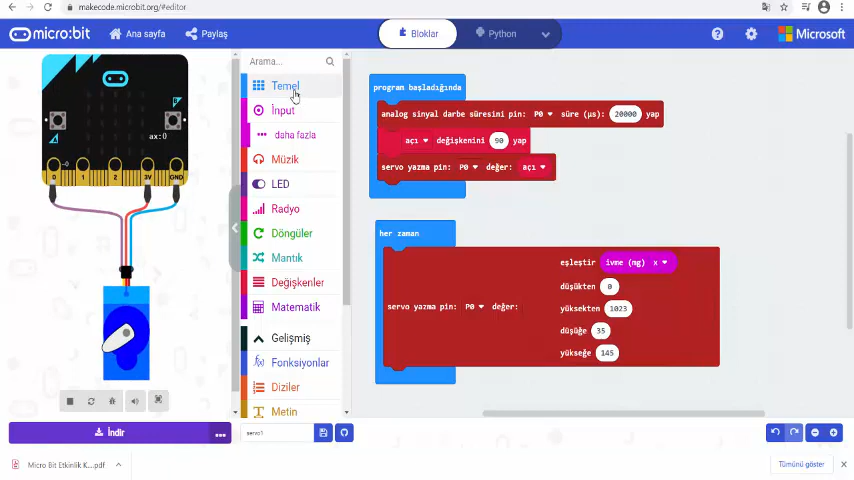 makecode.microbit.org/#editor
micro:bit
Ana sayfa
Paylaş
Bloklar
Python
Microsoft
Arama...
Temel
İnput
daha fazla
Müzik
LED
Radyo
Döngüler
Mantık
Değişkenler
Matematik
Gelişmiş
Fonksiyonlar
Diziler
Metin
B
A
ax:0
0
1
2
3V
GND
program başladığında
analog sinyal darbe süresini pin: P0 süre (µs) 20000 yap
açı değişkenini 90 yap
servo yazma pin: P0 değer: açı
her zaman
servo yazma pin: P0 değer:
eşleştir ivme (mg) x
düşükten 0
yüksekten 1023
düşüğe 35
yükseğe 145
İndir
...
servo1
Micro Bit Etkinlik K....pdf
Tümünü göster